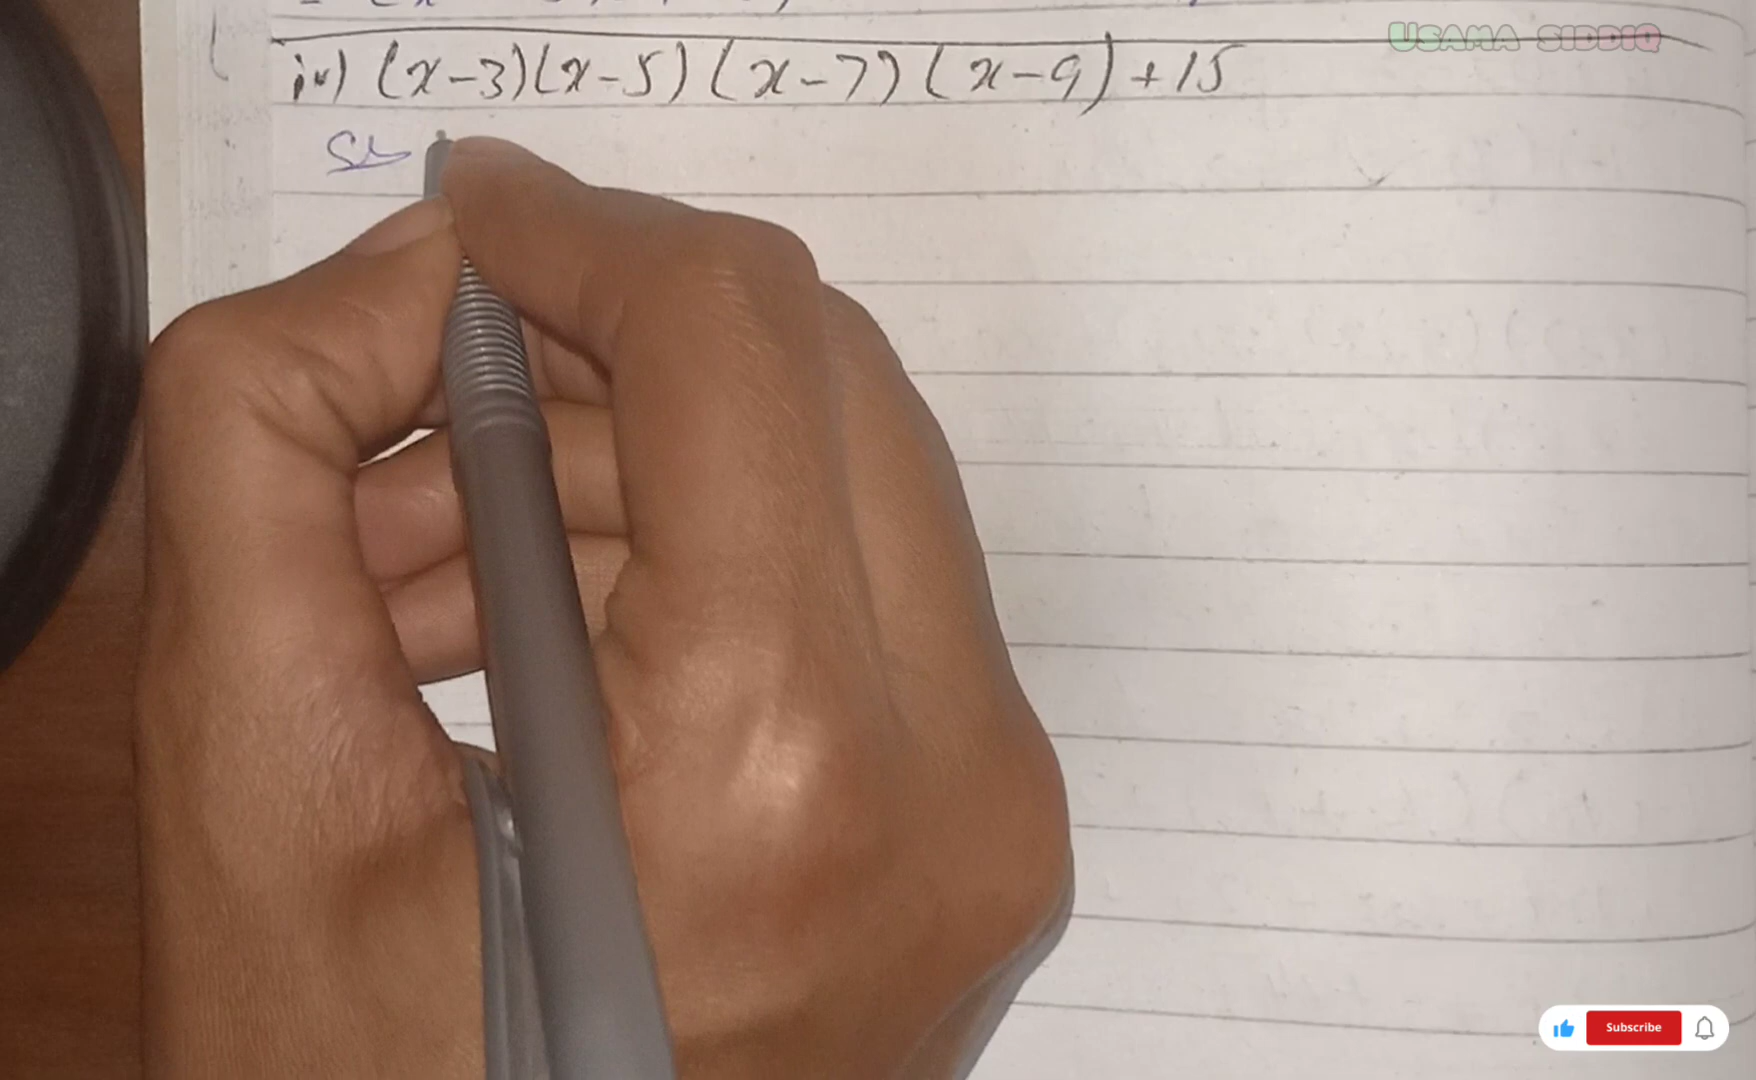 USAMA SIDDIQ
iv) (x-3)(x-5)(x-7)(x-9)+15
Sol
Subscribe